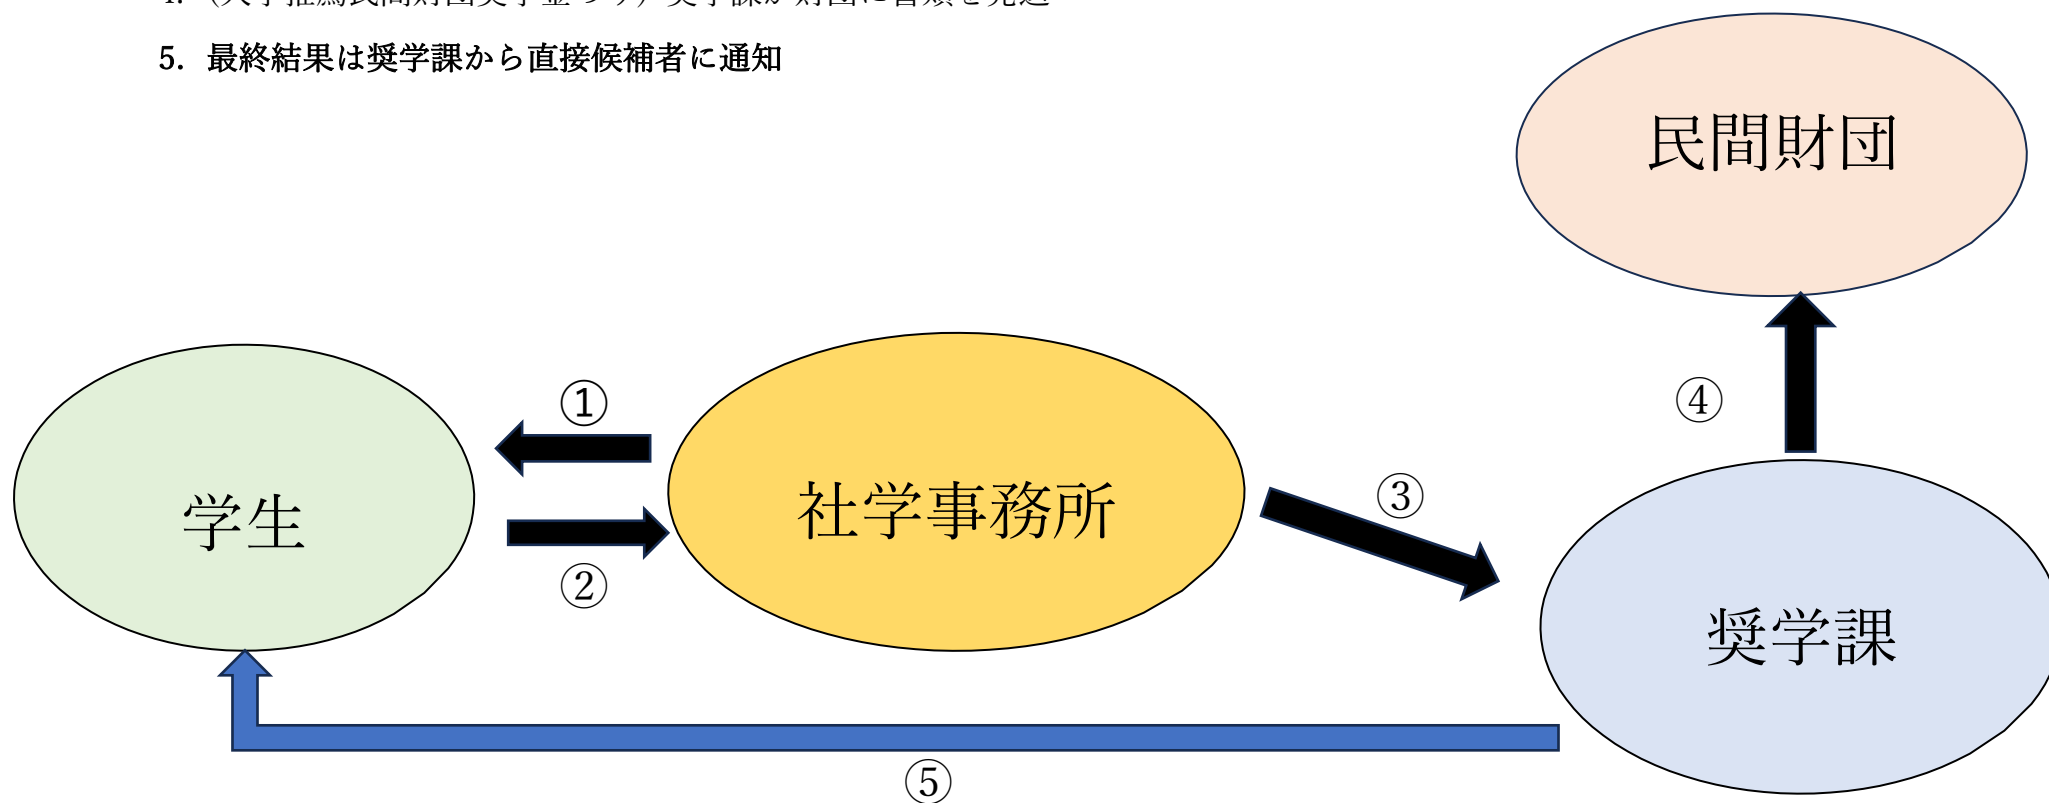 5. 最終結果は奨学課から直接候補者に通知
民間財団
①
④
学生
社学事務所
③
②
奨学課
⑤